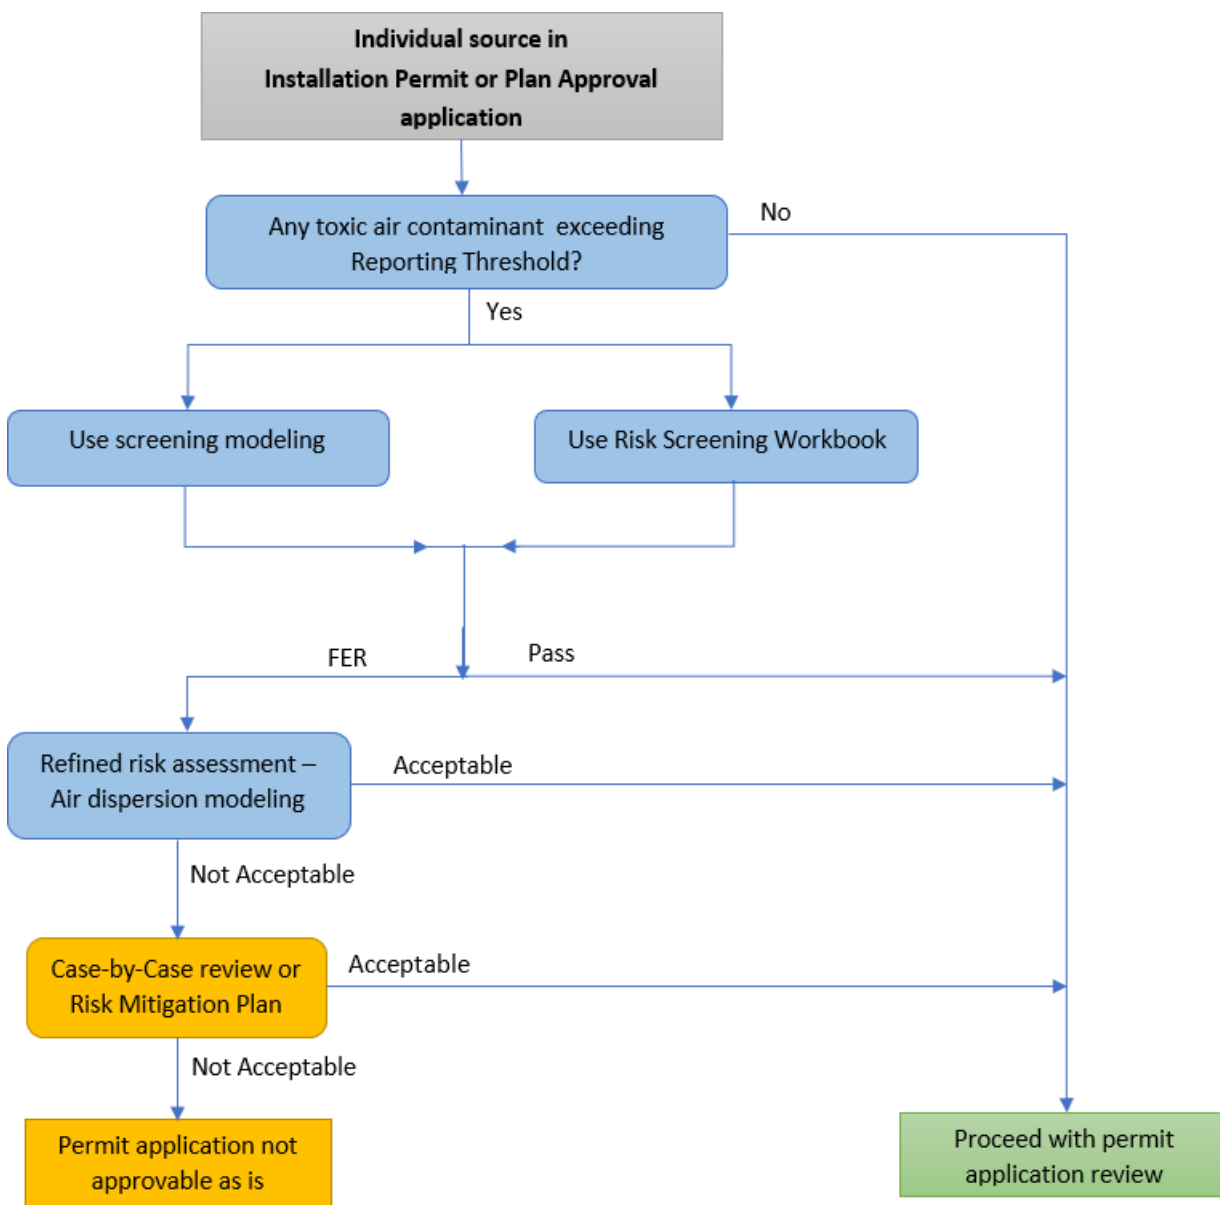 Individual source in
Installation Permit or Plan Approval
application
Any toxic air contaminant exceeding
Reporting Threshold?
No
Yes
Use screening modeling
Use Risk Screening Workbook
FER
Pass
Refined risk assessment –
Air dispersion modeling
Acceptable
Not Acceptable
Case-by-Case review or
Risk Mitigation Plan
Acceptable
Not Acceptable
Permit application not
approvable as is
Proceed with permit
application review